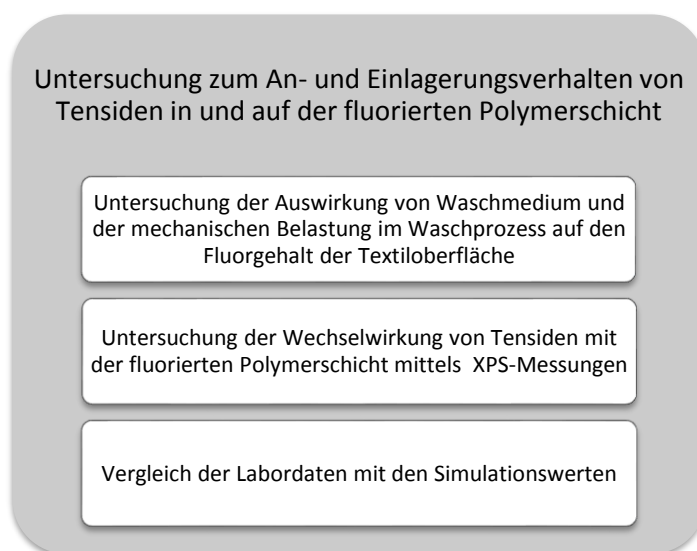 Untersuchung zum An- und Einlagerungsverhalten von
Tensiden in und auf der fluorierten Polymerschicht
Untersuchung der Auswirkung von Waschmedium und
der mechanischen Belastung im Waschprozess auf den
Fluorgehalt der Textiloberfläche
Untersuchung der Wechselwirkung von Tensiden mit
der fluorierten Polymerschicht mittels XPS-Messungen
Vergleich der Labordaten mit den Simulationswerten